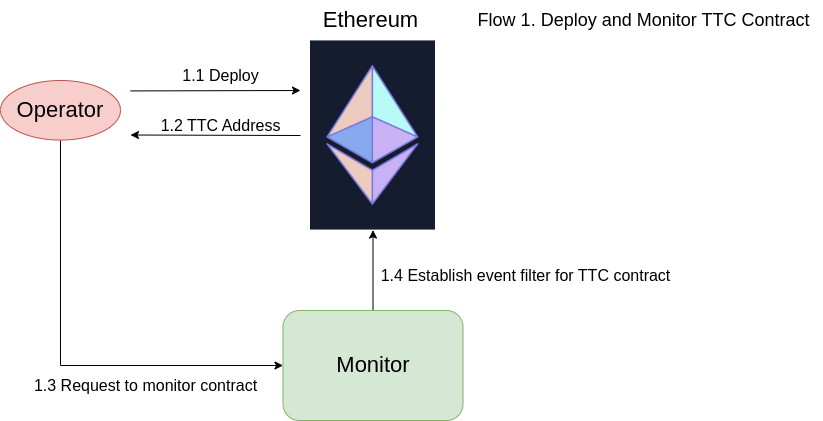 Ethereum
Flow 1. Deploy and Monitor TTC Contract
1.1 Deploy
Operator
1.2 TTC Address
1.4 Establish event filter for TTC contract
Monitor
1.3 Request to monitor contract